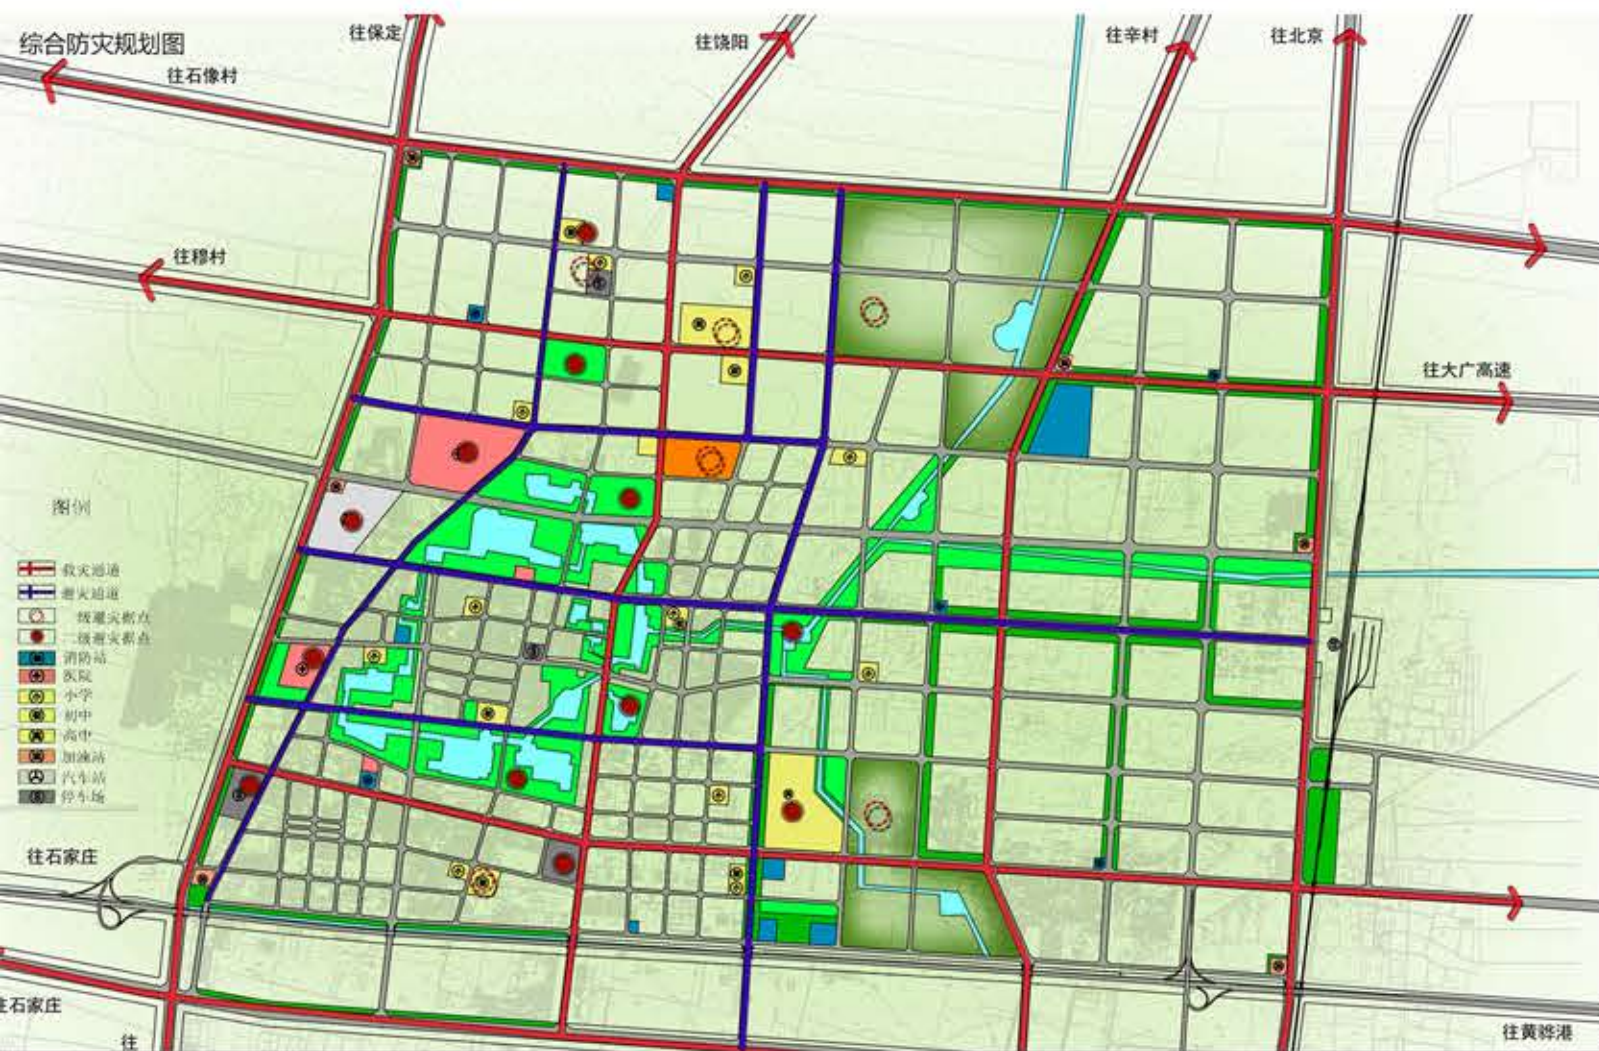 综合防灾规划图
往保定
往饶阳
往辛村
往北京
往石像村
往穆村
往大广高速
图例
救灾通道
避灾通道
一级避灾据点
二级避灾据点
消防站
医院
小学
初中
高中
加油站
汽车站
停车场
往石家庄
往石家庄
往
往黄骅港